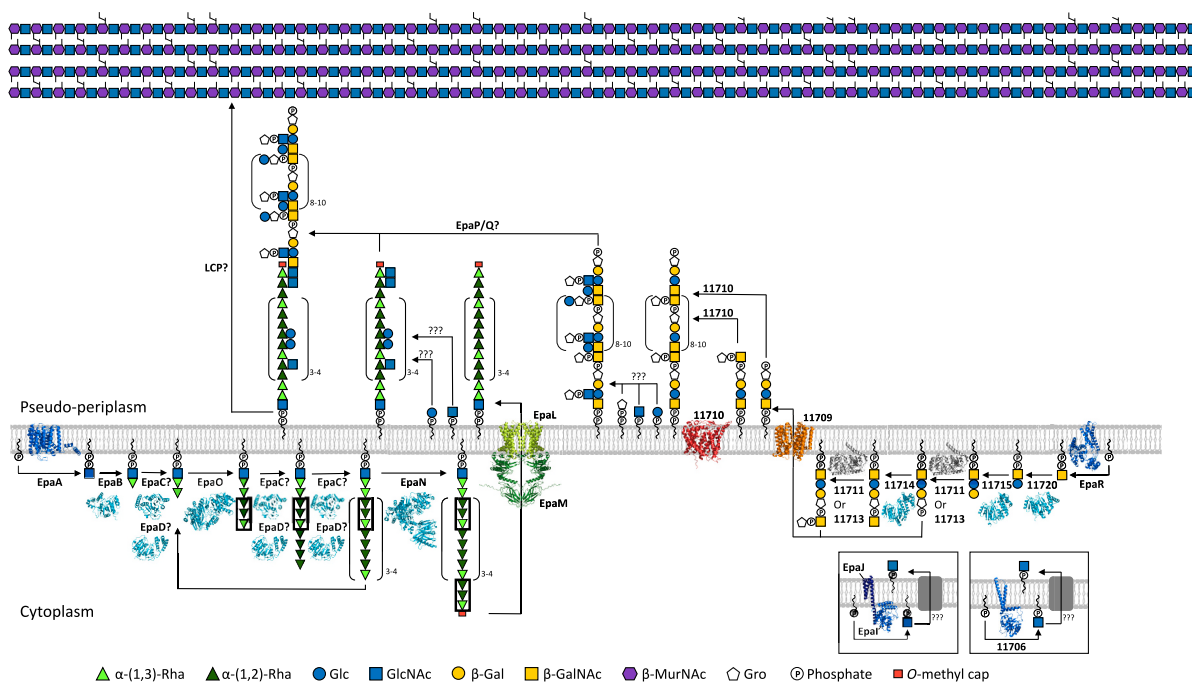 P
P
P
8-10
P
P
P
EpaP/Q?
LCP?
P
P
P
P
11710
11710
P
P
P
P
8-10
8-10
???
???
3-4
3-4
3-4
???
Pseudo-periplasm
EpaL
11710
11709
EpaA
EpaB
EpaC?
EpaO
EpaC?
EpaC?
EpaN
EpaM
EpaD?
EpaD?
EpaD?
11711
Or
11713
11714
11711
Or
11713
11715
11720
EpaR
3-4
3-4
Cytoplasm
EpaJ
EpaI
???
11706
???
α-(1,3)-Rha
α-(1,2)-Rha
Glc
GlcNAc
β-Gal
β-GalNAc
β-MurNAc
Gro
P
Phosphate
O-methyl cap